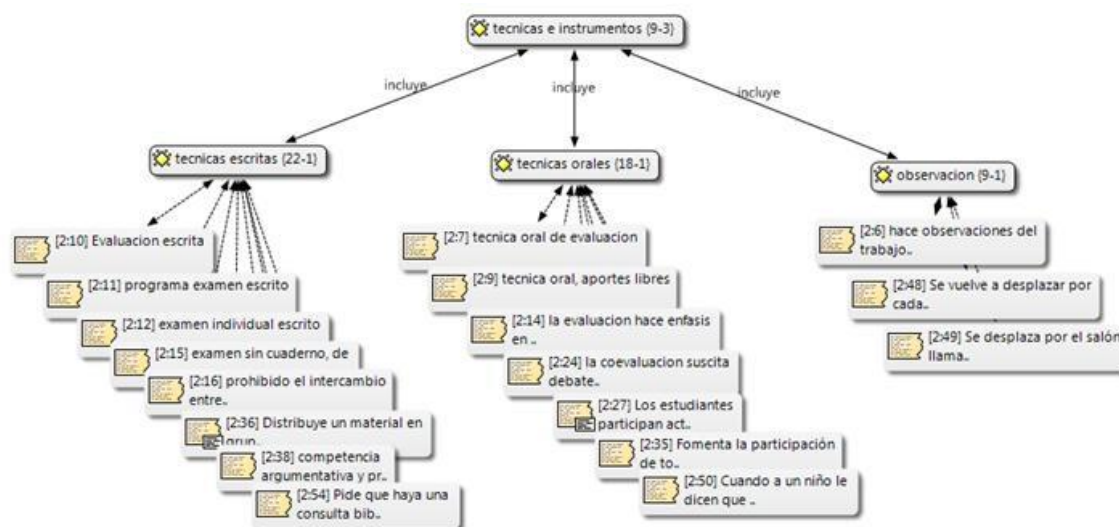 tecnicas e instrumentos {9-3}
incluye
incluye
incluye
tecnicas escritas {22-1}
tecnicas orales {18-1}
observacion {9-1}
[2:10] Evaluacion escrita
[2:11] programa examen escrito
[2:12] examen individual escrito
[2:15] examen sin cuaderno, de
[2:16] prohibido el intercambio
entre..
[2:36] Distribuye un material en
grup..
[2:38] competencia
argumentativa y pr..
[2:54] Pide que haya una
consulta bib..
[2:7] tecnica oral de evaluacion
[2:9] tecnica oral, aportes libres
[2:14] la evaluacion hace enfasis
en ..
[2:24] la coevaluacion suscita
debate..
[2:27] Los estudiantes
participan act..
[2:35] Fomenta la participación
de to..
[2:50] Cuando a un niño le
dicen que ..
[2:6] hace observaciones del
trabajo..
[2:48] Se vuelve a desplazar por
cada..
[2:49] Se desplaza por el salón
llama..